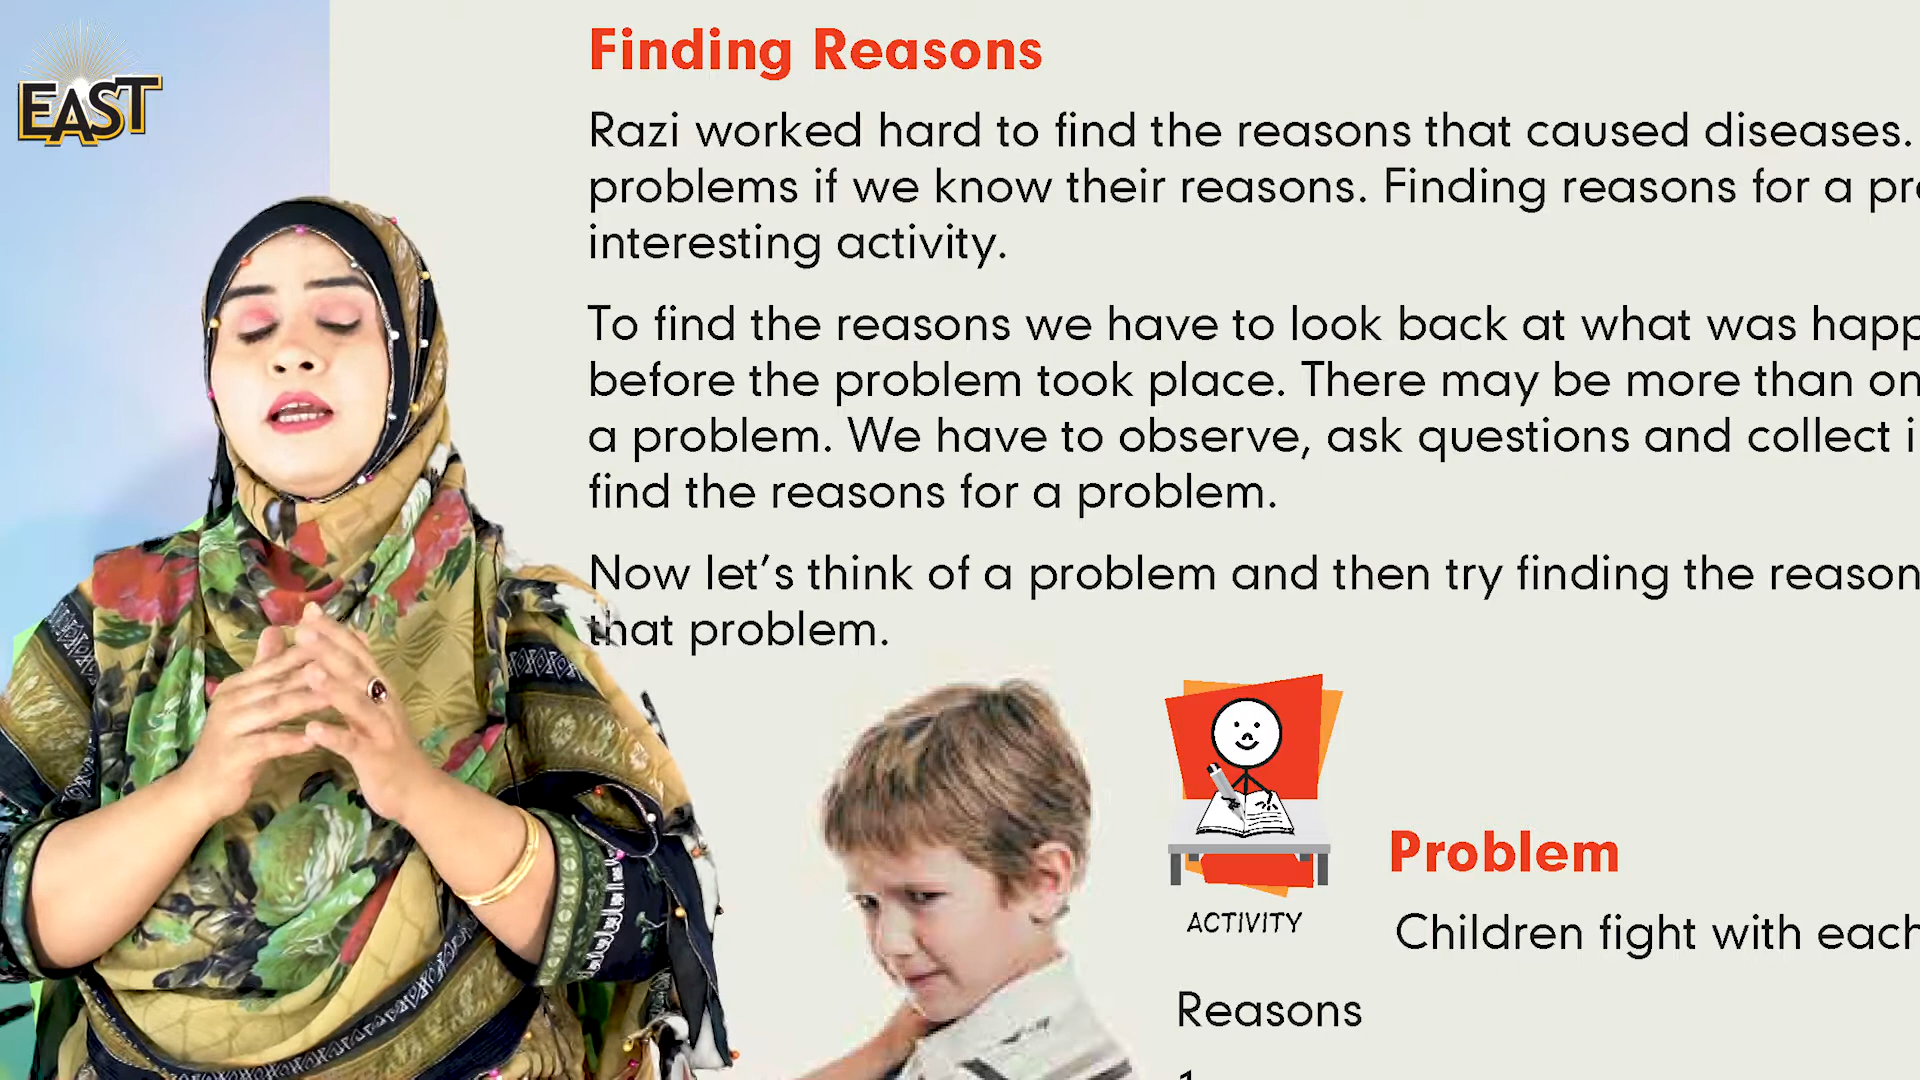 EAST
Finding Reasons
Razi worked hard to find the reasons that caused diseases.
problems if we know their reasons. Finding reasons for a
interesting activity.
To find the reasons we have to look back at what was
before the problem took place. There may be more than
a problem. We have to observe, ask questions and collect
find the reasons for a problem.
Now let's think of a problem and then try finding the reason
that problem.
ACTIVITY
Problem
Children fight with each
Reasons